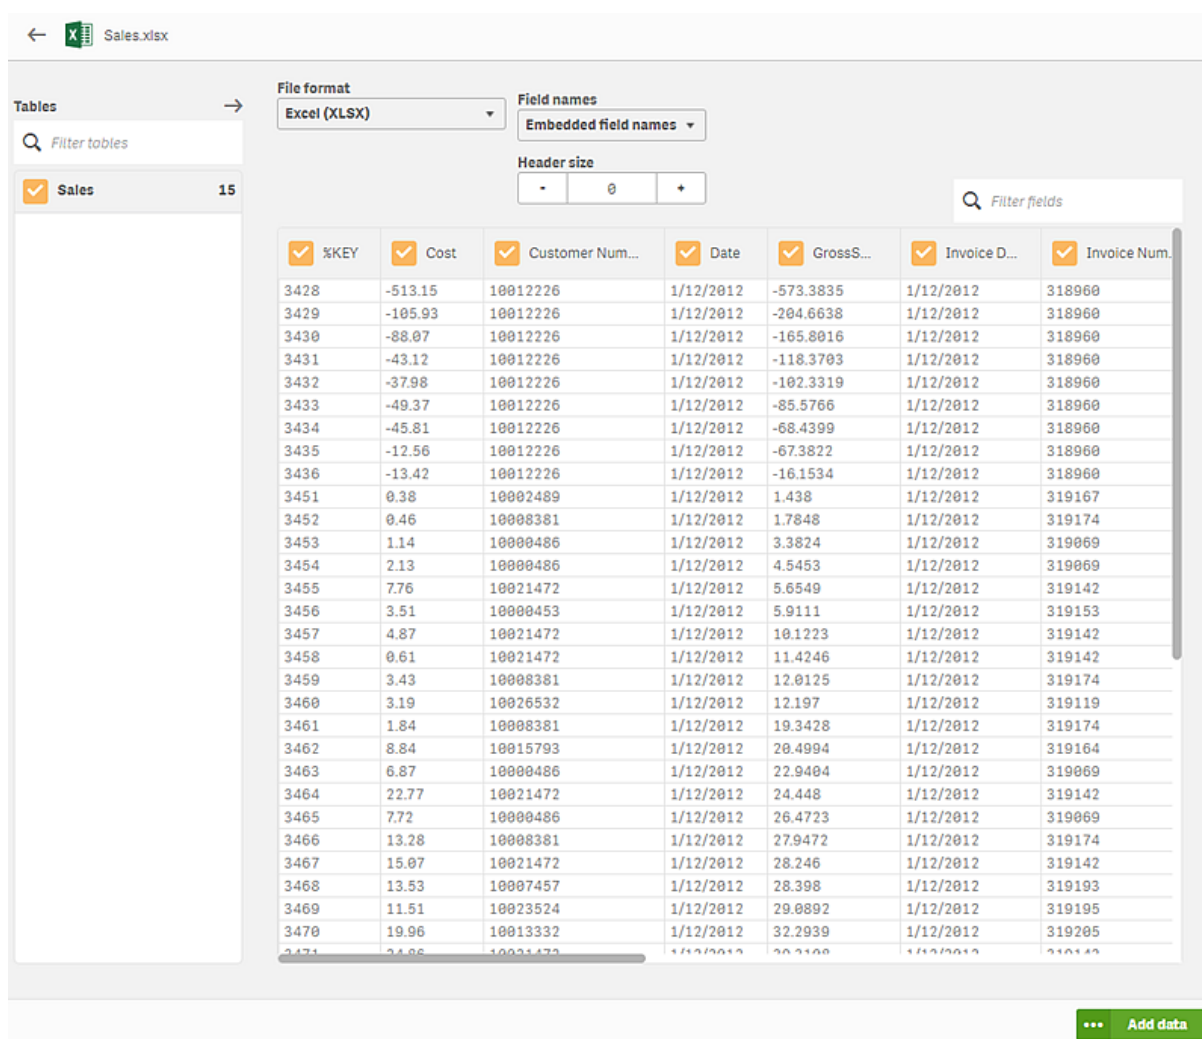 Sales.xlsx
Tables
Filter tables
Sales 15
File format
Excel (XLSX)
Field names
Embedded field names
Header size
- 0 +
Filter fields
%KEY Cost Customer Num... Date GrossS... Invoice D... Invoice Num.
3428 -513.15 10012226 1/12/2012 -573.3835 1/12/2012 318960
3429 -105.93 10012226 1/12/2012 -204.6638 1/12/2012 318960
3430 -88.07 10012226 1/12/2012 -165.8016 1/12/2012 318960
3431 -43.12 10012226 1/12/2012 -118.3703 1/12/2012 318960
3432 -37.98 10012226 1/12/2012 -102.3319 1/12/2012 318960
3433 -49.37 10012226 1/12/2012 -85.5766 1/12/2012 318960
3434 -45.81 10012226 1/12/2012 -68.4399 1/12/2012 318960
3435 -12.56 10012226 1/12/2012 -67.3822 1/12/2012 318960
3436 -13.42 10012226 1/12/2012 -16.1534 1/12/2012 318960
3451 0.38 10002489 1/12/2012 1.438 1/12/2012 319167
3452 0.46 10008381 1/12/2012 1.7848 1/12/2012 319174
3453 1.14 10000486 1/12/2012 3.3824 1/12/2012 319069
3454 2.13 10000486 1/12/2012 4.5453 1/12/2012 319069
3455 7.76 10021472 1/12/2012 5.6549 1/12/2012 319142
3456 3.51 10000453 1/12/2012 5.9111 1/12/2012 319153
3457 4.87 10021472 1/12/2012 10.1223 1/12/2012 319142
3458 0.61 10021472 1/12/2012 11.4246 1/12/2012 319142
3459 3.43 10008381 1/12/2012 12.0125 1/12/2012 319174
3460 3.19 10026532 1/12/2012 12.197 1/12/2012 319119
3461 1.84 10008381 1/12/2012 19.3428 1/12/2012 319174
3462 8.84 10015793 1/12/2012 20.4994 1/12/2012 319164
3463 6.87 10000486 1/12/2012 22.9404 1/12/2012 319069
3464 22.77 10021472 1/12/2012 24.448 1/12/2012 319142
3465 7.72 10000486 1/12/2012 26.4723 1/12/2012 319069
3466 13.28 10008381 1/12/2012 27.9472 1/12/2012 319174
3467 15.07 10021472 1/12/2012 28.246 1/12/2012 319142
3468 13.53 10007457 1/12/2012 28.398 1/12/2012 319193
3469 11.51 10023524 1/12/2012 29.0892 1/12/2012 319195
3470 19.96 10013332 1/12/2012 32.2939 1/12/2012 319205
Add data